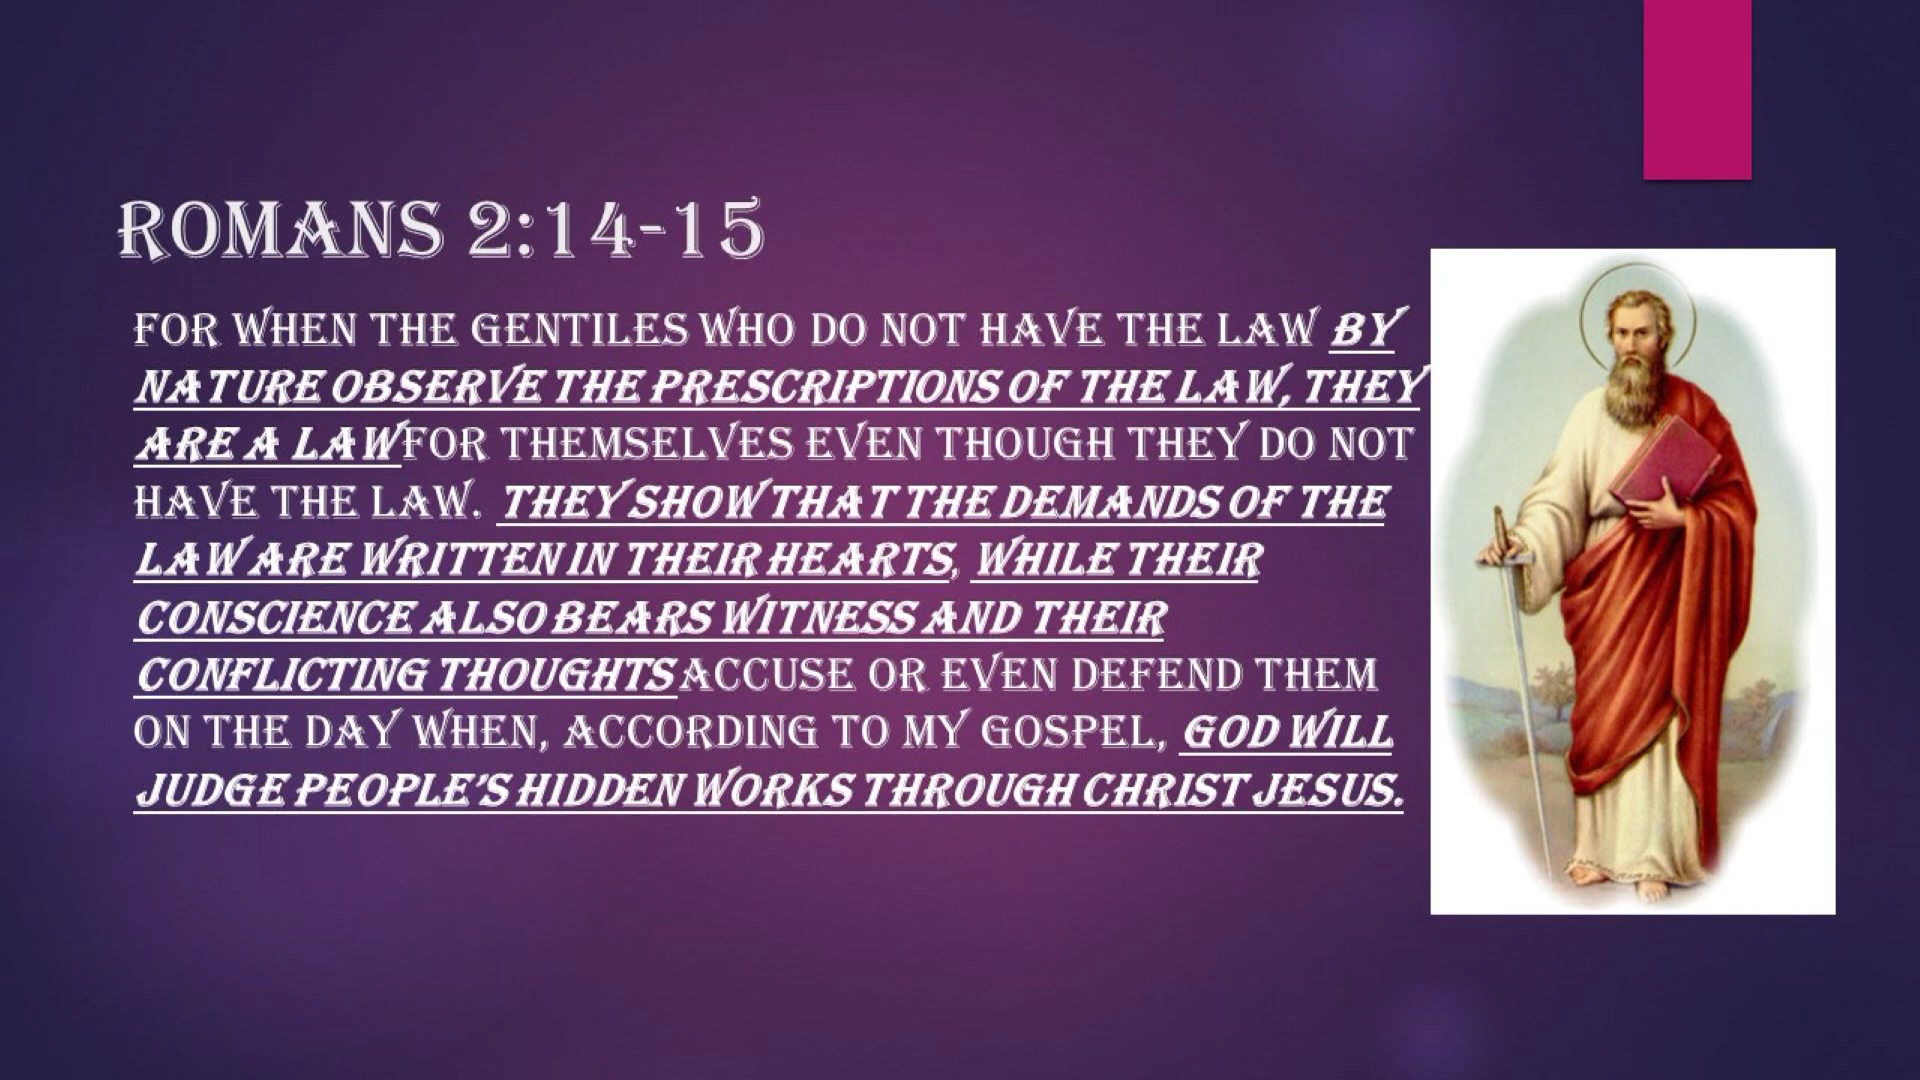 ROMANS 2:14-15
FOR WHEN THE GENTILES WHO DO NOT HAVE THE LAW BY
NATURE OBSERVE THE PRESCRIPTIONS OF THE LAW, THEY
ARE A LAW FOR THEMSELVES EVEN THOUGH THEY DO NOT
HAVE THE LAW. THEY SHOW THAT THE DEMANDS OF THE
LAW ARE WRITTEN IN THEIR HEARTS, WHILE THEIR
CONSCIENCE ALSO BEARS WITNESS AND THEIR
CONFLICTING THOUGHTS ACCUSE OR EVEN DEFEND THEM
ON THE DAY WHEN, ACCORDING TO MY GOSPEL, GOD WILL
JUDGE PEOPLE'S HIDDEN WORKS THROUGH CHRIST JESUS.